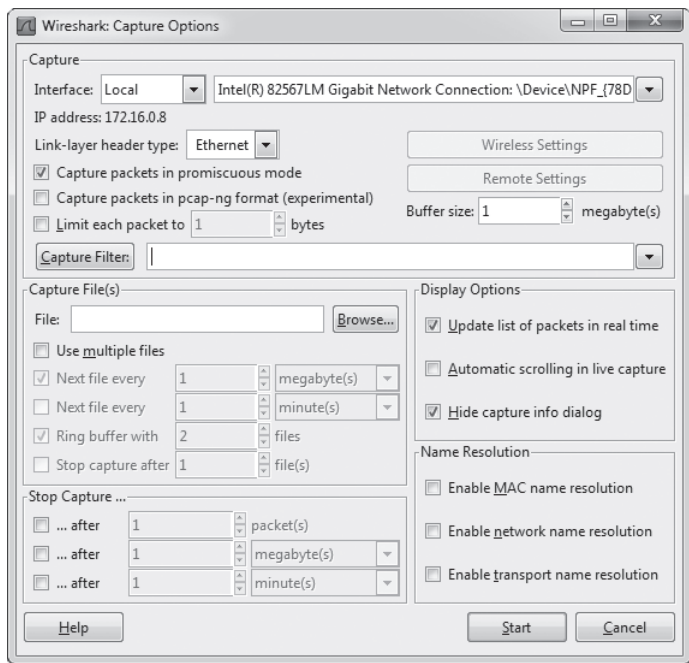 Wireshark: Capture Options
Capture
Interface: Local Intel(R) 82567LM Gigabit Network Connection: \Device\NPF_{78D
IP address: 172.16.0.8
Link-layer header type: Ethernet
Wireless Settings
Capture packets in promiscuous mode
Remote Settings
Capture packets in pcap-ng format (experimental)
Buffer size: 1 megabyte(s)
Limit each packet to 1 bytes
Capture Filter:
Capture File(s)
File: Browse...
Use multiple files
Next file every 1 megabyte(s)
Next file every 1 minute(s)
Ring buffer with 2 files
Stop capture after 1 file(s)
Stop Capture ...
... after 1 packet(s)
... after 1 megabyte(s)
... after 1 minute(s)
Display Options
Update list of packets in real time
Automatic scrolling in live capture
Hide capture info dialog
Name Resolution
Enable MAC name resolution
Enable network name resolution
Enable transport name resolution
Help Start Cancel